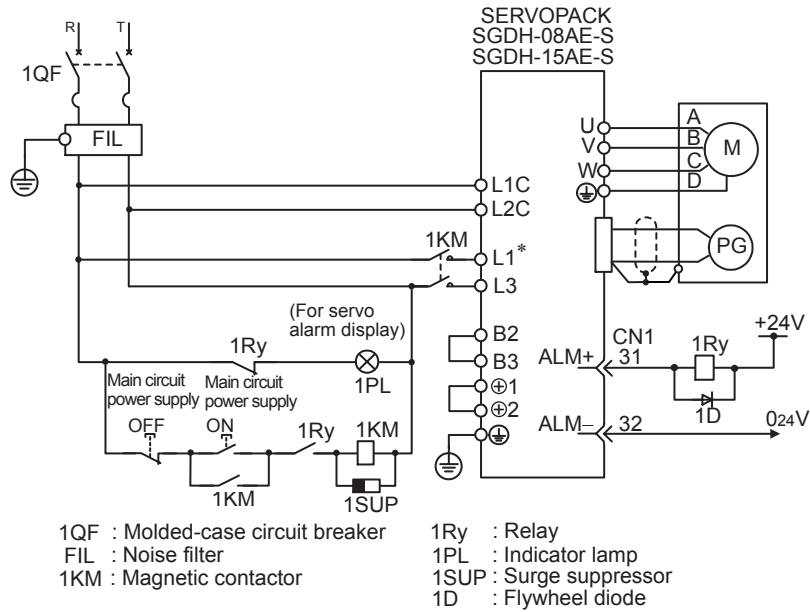 SERVOPACK
SGDH-08AE-S
SGDH-15AE-S
R T
1QF
FIL
U
V
W
A
B
C
D
M
PG
L1C
L2C
1KM
L1*
L3
(For servo
alarm display)
1Ry
1PL
B2
B3
⊕1
⊕2
Main circuit
power supply
OFF
Main circuit
power supply
ON
1Ry
1KM
1KM
1SUP
CN1
ALM+ 31
1Ry
+24V
1D
ALM− 32
024V
1QF : Molded-case circuit breaker
FIL : Noise filter
1KM : Magnetic contactor
1Ry : Relay
1PL : Indicator lamp
1SUP : Surge suppressor
1D : Flywheel diode